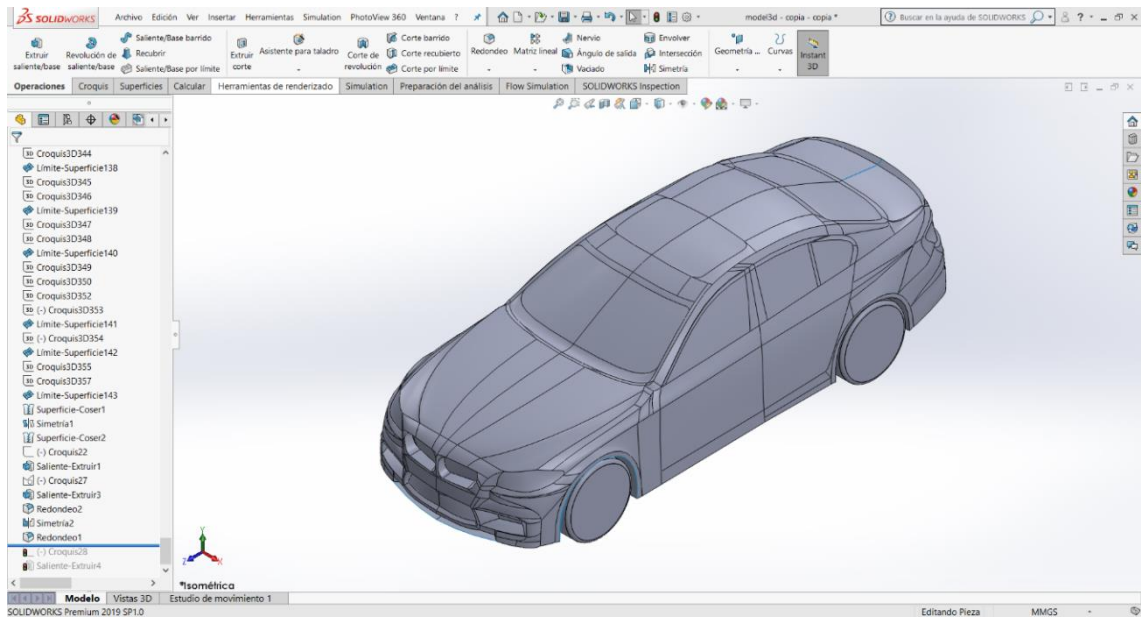 SOLIDWORKS
Archivo Edición Ver Insertar Herramientas Simulation PhotoView 360 Ventana ?
model3d - copia - copia *
Buscar en la ayuda de SOLIDWORKS
Extruir saliente/base
Revolución de saliente/base
Saliente/Base barrido
Recubrir
Saliente/Base por límite
Extruir corte
Asistente para taladro
Corte de revolución
Corte barrido
Corte recubierto
Corte por límite
Redondeo
Matriz lineal
Nervio
Ángulo de salida
Vaciado
Envolver
Intersección
Simetría
Geometría ...
Curvas
Instant 3D
Operaciones Croquis Superficies Calcular Herramientas de renderizado Simulation Preparación del análisis Flow Simulation SOLIDWORKS Inspection
Croquis3D344
Límite-Superficie138
Croquis3D345
Croquis3D346
Límite-Superficie139
Croquis3D347
Croquis3D348
Límite-Superficie140
Croquis3D349
Croquis3D350
Croquis3D352
(-) Croquis3D353
Límite-Superficie141
(-) Croquis3D354
Límite-Superficie142
Croquis3D355
Croquis3D357
Límite-Superficie143
Superficie-Coser1
Simetría1
Superficie-Coser2
(-) Croquis22
Saliente-Extruir1
(-) Croquis27
Saliente-Extruir3
Redondeo2
Simetría2
Redondeo1
(-) Croquis28
Saliente-Extruir4
Y
Z X
*Isométrica
Modelo Vistas 3D Estudio de movimiento 1
SOLIDWORKS Premium 2019 SP1.0
Editando Pieza MMGS